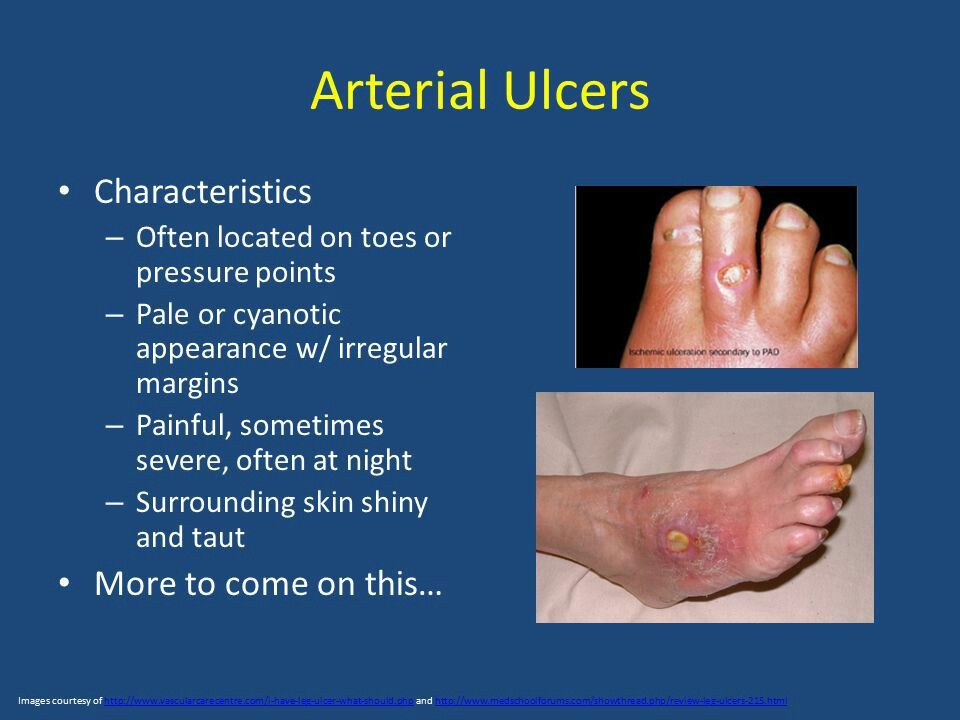 Arterial Ulcers
• Characteristics
– Often located on toes or
pressure points
– Pale or cyanotic
appearance w/ irregular
margins
– Painful, sometimes
severe, often at night
– Surrounding skin shiny
and taut
• More to come on this...
Ischemic ulceration secondary to PAD
Images courtesy of http://www.vascularcarecentre.com/i-have-leg-ulcer-what-should.php and http://www.medschoolforums.com/showthread.php/review-leg-ulcers-215.html